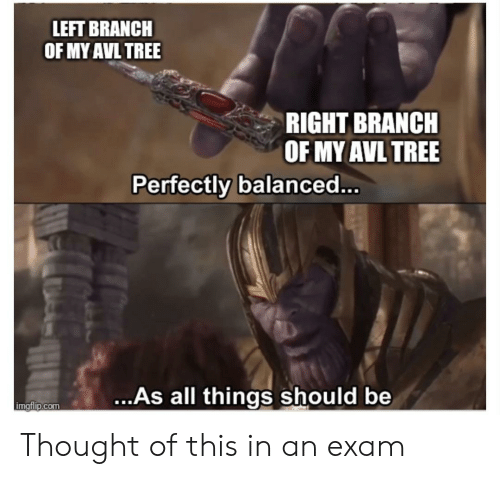 LEFT BRANCH
OF MY AVL TREE
RIGHT BRANCH
OF MY AVL TREE
Perfectly balanced...
...As all things should be
imgflip.com
Thought of this in an exam